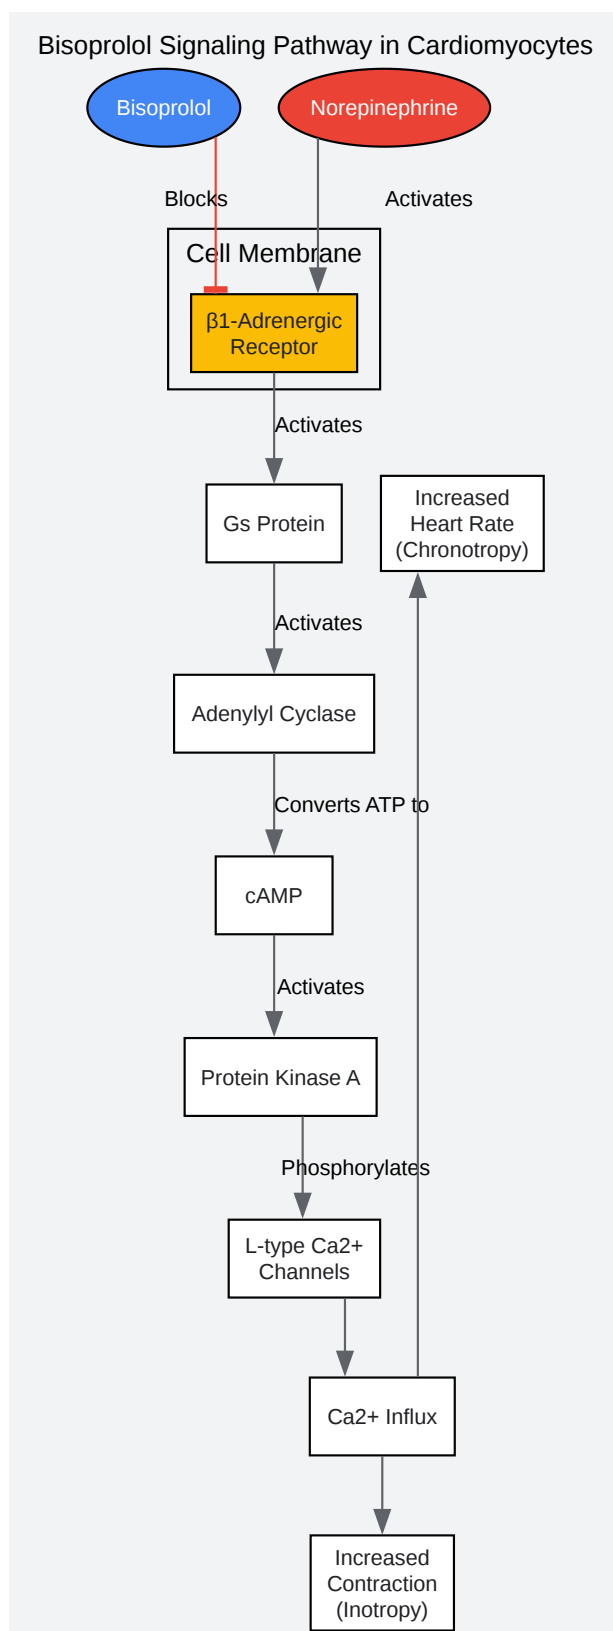 Bisoprolol Signaling Pathway in Cardiomyocytes
Bisoprolol
Norepinephrine
Blocks
Activates
Cell Membrane
β1-Adrenergic
Receptor
Activates
Gs Protein
Increased
Heart Rate
(Chronotropy)
Activates
Adenylyl Cyclase
Converts ATP to
cAMP
Activates
Protein Kinase A
Phosphorylates
L-type Ca2+
Channels
Ca2+ Influx
Increased
Contraction
(Inotropy)